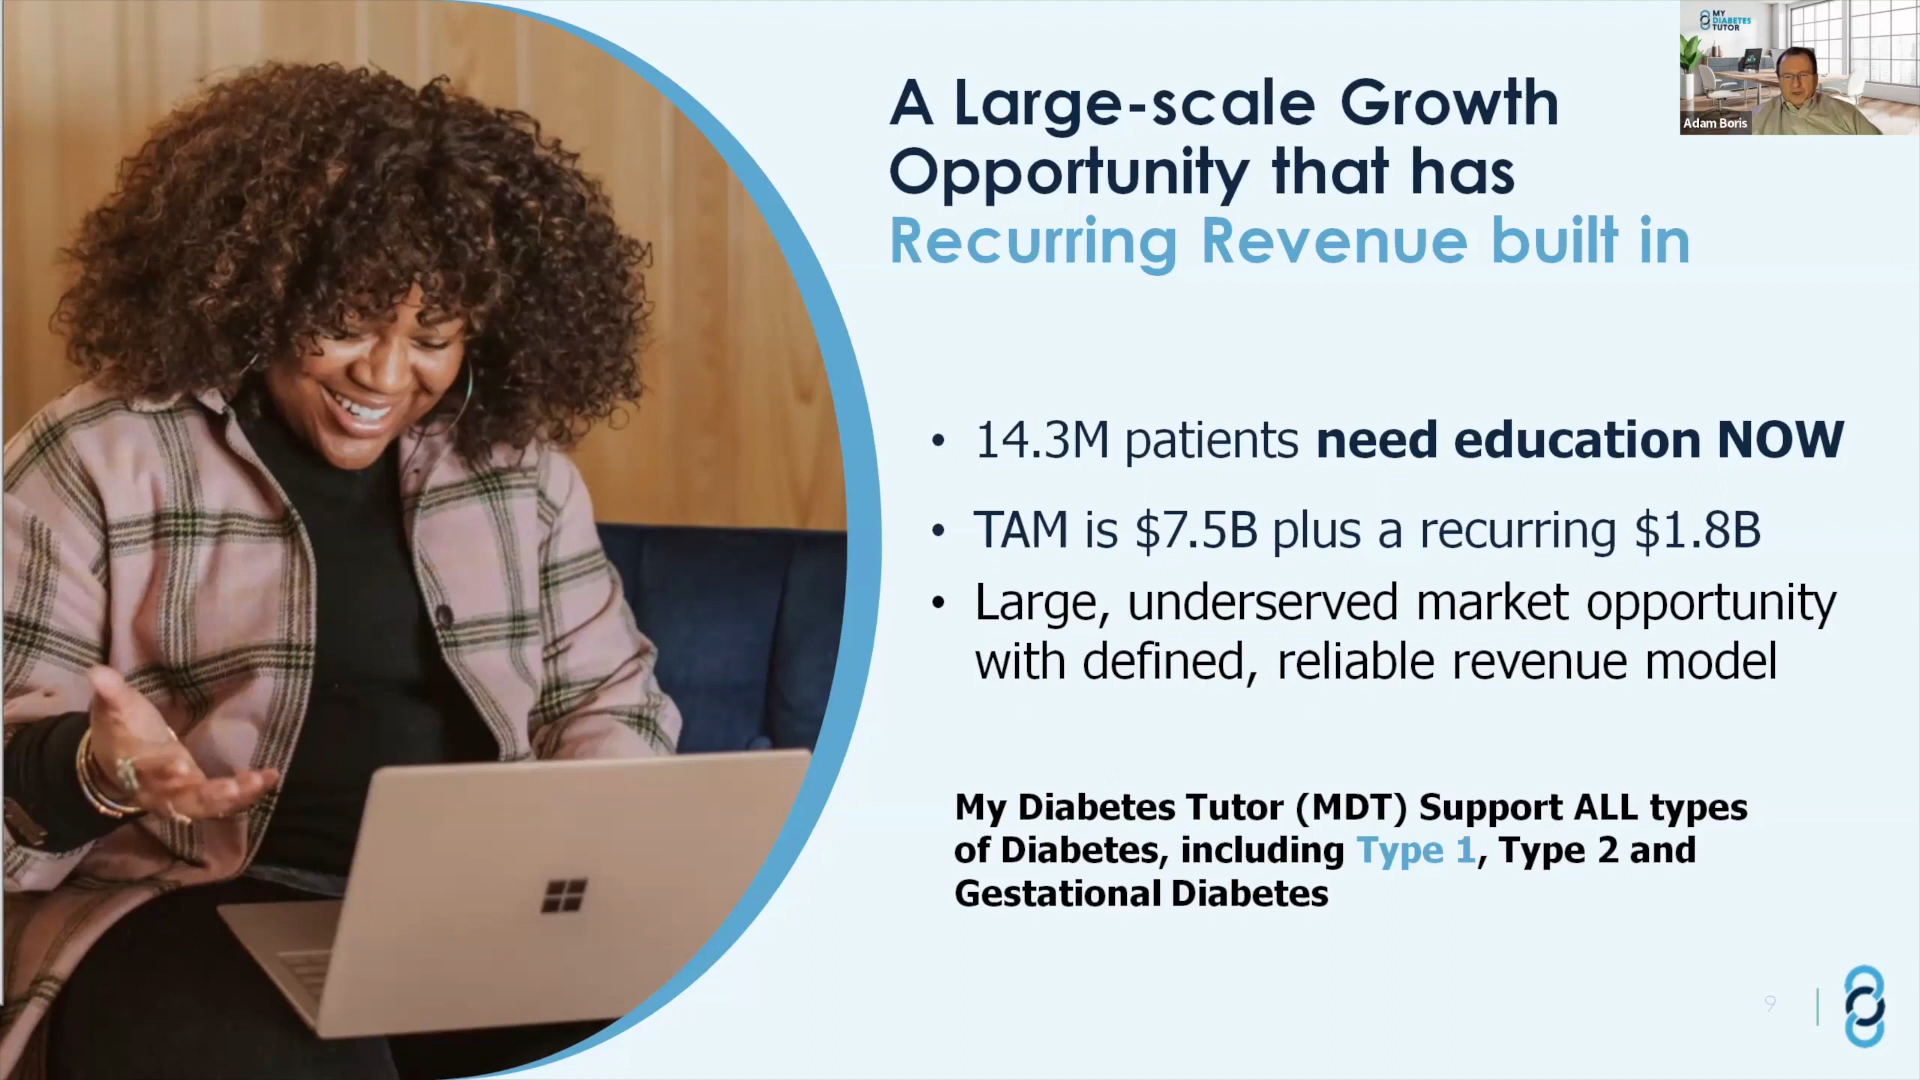 A Large-scale Growth
Opportunity that has
Recurring Revenue built in
MY
DIABETES
TUTOR
Adam Boris
• 14.3M patients need education NOW
• TAM is $7.5B plus a recurring $1.8B
• Large, underserved market opportunity
with defined, reliable revenue model
My Diabetes Tutor (MDT) Support ALL types
of Diabetes, including Type 1, Type 2 and
Gestational Diabetes
9